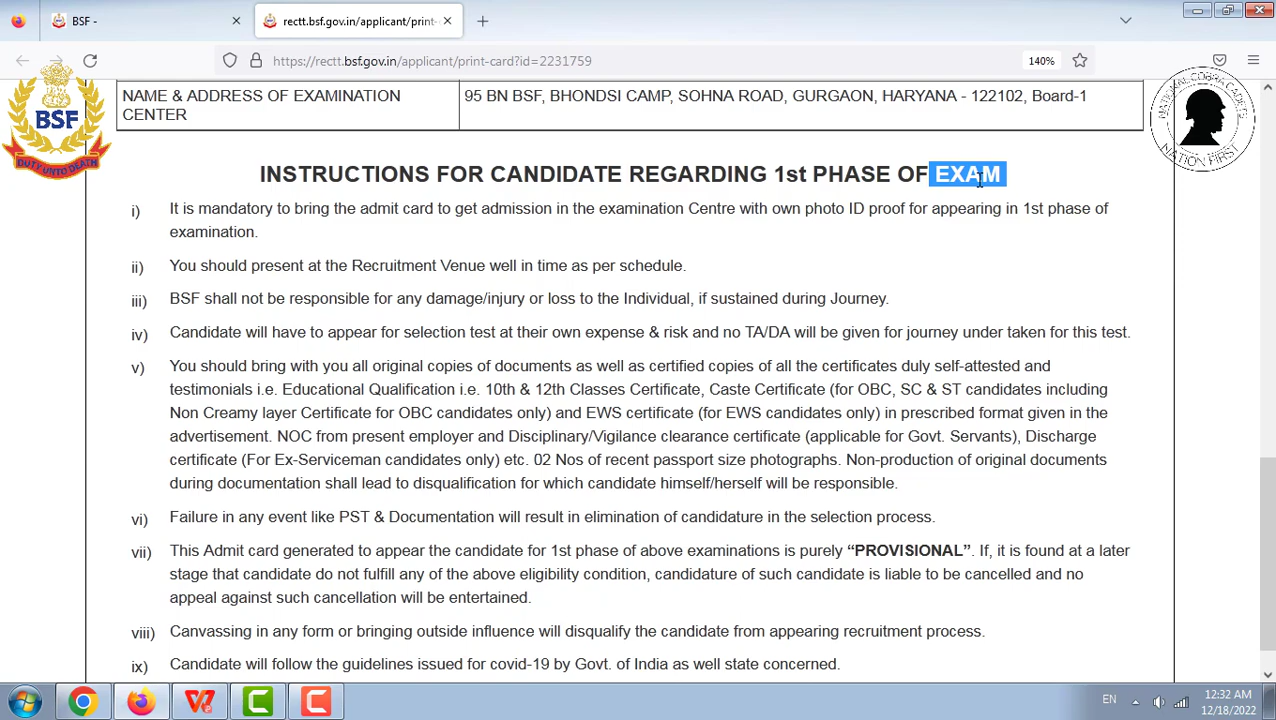 BSF -
rectt.bsf.gov.in/applicant/print-
https://rectt.bsf.gov.in/applicant/print-card?id=2231759
140%
BSF
DUTY UNTO DEATH
NATIONAL CORPS CADETS
NATION FIRST
NAME & ADDRESS OF EXAMINATION
CENTER
95 BN BSF, BHONDSI CAMP, SOHNA ROAD, GURGAON, HARYANA - 122102, Board-1
INSTRUCTIONS FOR CANDIDATE REGARDING 1st PHASE OF EXAM
i) It is mandatory to bring the admit card to get admission in the examination Centre with own photo ID proof for appearing in 1st phase of
examination.
ii) You should present at the Recruitment Venue well in time as per schedule.
iii) BSF shall not be responsible for any damage/injury or loss to the Individual, if sustained during Journey.
iv) Candidate will have to appear for selection test at their own expense & risk and no TA/DA will be given for journey under taken for this test.
v) You should bring with you all original copies of documents as well as certified copies of all the certificates duly self-attested and
testimonials i.e. Educational Qualification i.e. 10th & 12th Classes Certificate, Caste Certificate (for OBC, SC & ST candidates including
Non Creamy layer Certificate for OBC candidates only) and EWS certificate (for EWS candidates only) in prescribed format given in the
advertisement. NOC from present employer and Disciplinary/Vigilance clearance certificate (applicable for Govt. Servants), Discharge
certificate (For Ex-Serviceman candidates only) etc. 02 Nos of recent passport size photographs. Non-production of original documents
during documentation shall lead to disqualification for which candidate himself/herself will be responsible.
vi) Failure in any event like PST & Documentation will result in elimination of candidature in the selection process.
vii) This Admit card generated to appear the candidate for 1st phase of above examinations is purely “PROVISIONAL”. If, it is found at a later
stage that candidate do not fulfill any of the above eligibility condition, candidature of such candidate is liable to be cancelled and no
appeal against such cancellation will be entertained.
viii) Canvassing in any form or bringing outside influence will disqualify the candidate from appearing recruitment process.
ix) Candidate will follow the guidelines issued for covid-19 by Govt. of India as well state concerned.
EN
12:32 AM
12/18/2022